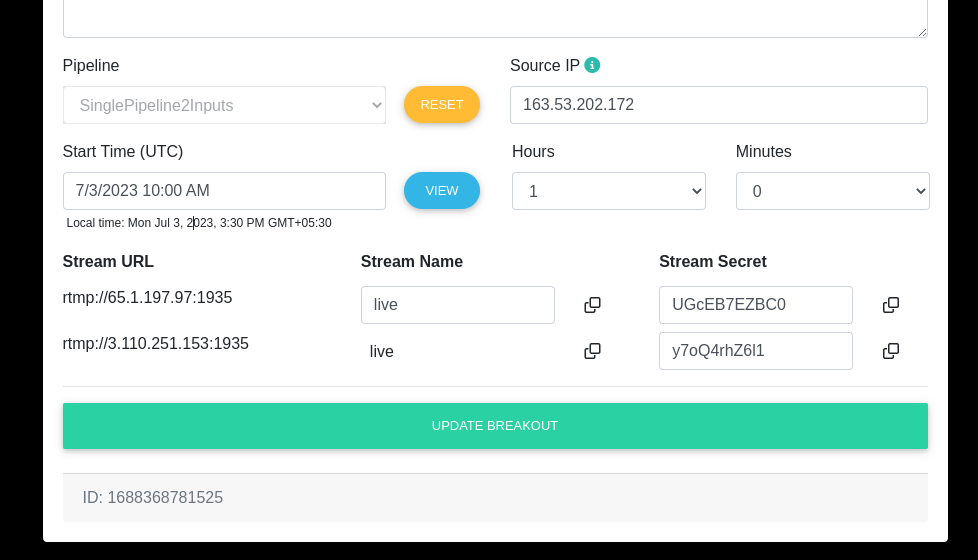 Pipeline
Source IP
SinglePipeline2Inputs
RESET
163.53.202.172
Start Time (UTC)
Hours
Minutes
7/3/2023 10:00 AM
VIEW
1
0
Local time: Mon Jul 3, 2023, 3:30 PM GMT+05:30
Stream URL
Stream Name
Stream Secret
rtmp://65.1.197.97:1935
live
UGcEB7EZBC0
rtmp://3.110.251.153:1935
live
y7oQ4rhZ6l1
UPDATE BREAKOUT
ID: 1688368781525